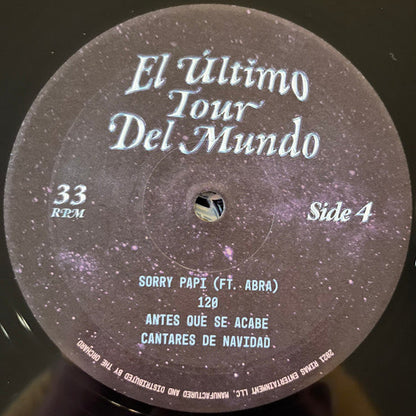 El Último
Tour
Del Mundo
33
RPM
Side 4
SORRY PAPI (FT. ABRA)
120
ANTES QUE SE ACABE
CANTARES DE NAVIDAD
2021 RIMAS ENTERTAINMENT LLC. MANUFACTURED AND DISTRIBUTED BY THE ORCHARD